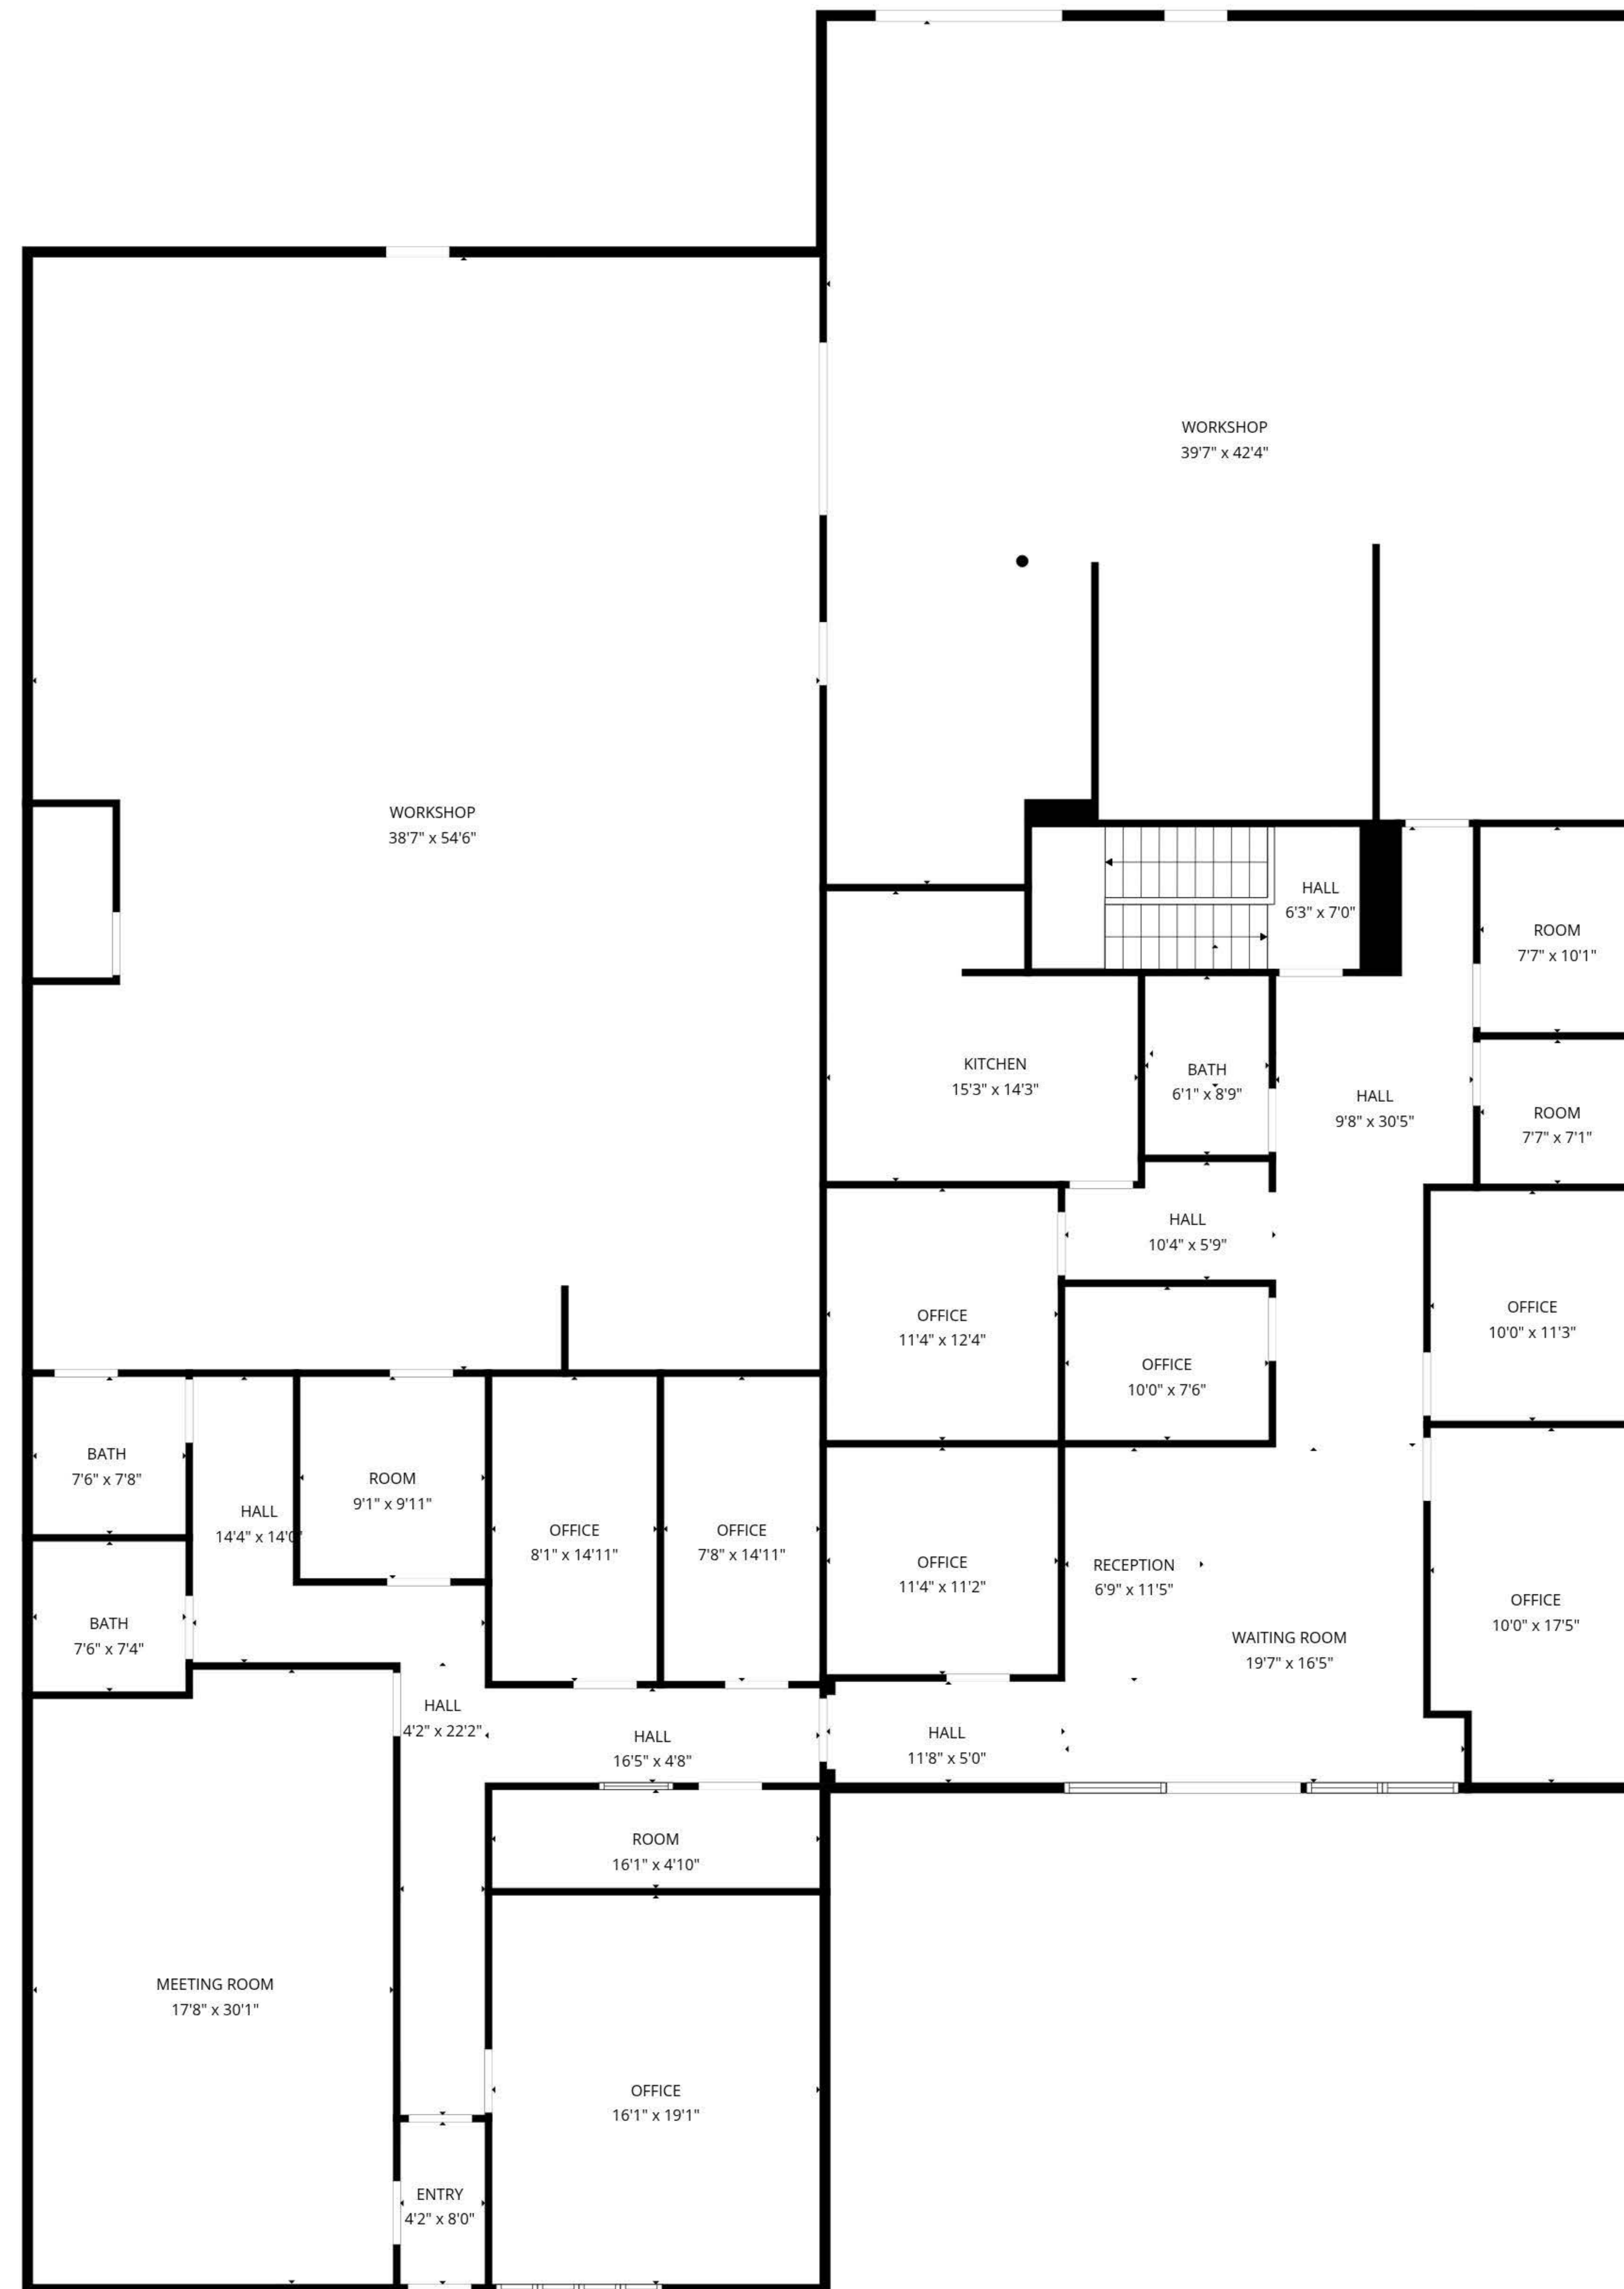 WORKSHOP
39'7" x 42'4"
WORKSHOP
38'7" x 54'6"
HALL
6'3" x 7'0"
ROOM
7'7" x 10'1"
KITCHEN
15'3" x 14'3"
BATH
6'1" x 8'9"
HALL
9'8" x 30'5"
ROOM
7'7" x 7'1"
HALL
10'4" x 5'9"
OFFICE
11'4" x 12'4"
OFFICE
10'0" x 11'3"
OFFICE
10'0" x 7'6"
BATH
7'6" x 7'8"
ROOM
9'1" x 9'11"
HALL
14'4" x 14'0"
OFFICE
8'1" x 14'11"
OFFICE
7'8" x 14'11"
OFFICE
11'4" x 11'2"
RECEPTION
6'9" x 11'5"
OFFICE
10'0" x 17'5"
BATH
7'6" x 7'4"
WAITING ROOM
19'7" x 16'5"
HALL
4'2" x 22'2"
HALL
16'5" x 4'8"
HALL
11'8" x 5'0"
ROOM
16'1" x 4'10"
MEETING ROOM
17'8" x 30'1"
OFFICE
16'1" x 19'1"
ENTRY
4'2" x 8'0"